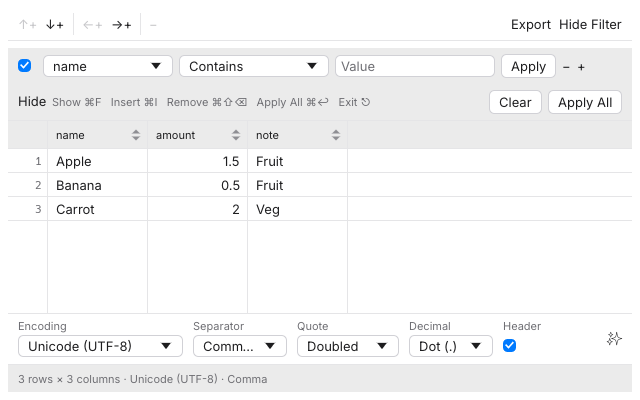 ↑+ ↓+ ←+ →+ − Export Hide Filter
name Contains Value Apply − +
Hide Show ⌘F Insert ⌘I Remove ⌘⇧⌫ Apply All ⌘↩ Exit ⎋ Clear Apply All
name amount note
1 Apple 1.5 Fruit
2 Banana 0.5 Fruit
3 Carrot 2 Veg
Encoding Separator Quote Decimal Header
Unicode (UTF-8) Comm... Doubled Dot (.)
3 rows × 3 columns · Unicode (UTF-8) · Comma